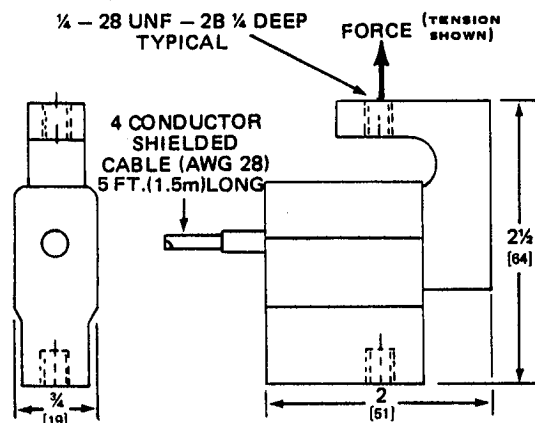 ¼ – 28 UNF – 2B ¼ DEEP
TYPICAL
FORCE (TENSION
SHOWN)
4 CONDUCTOR
SHIELDED
CABLE (AWG 28)
5 FT.(1.5m)LONG
2½
[64]
¾
[19]
2
[51]